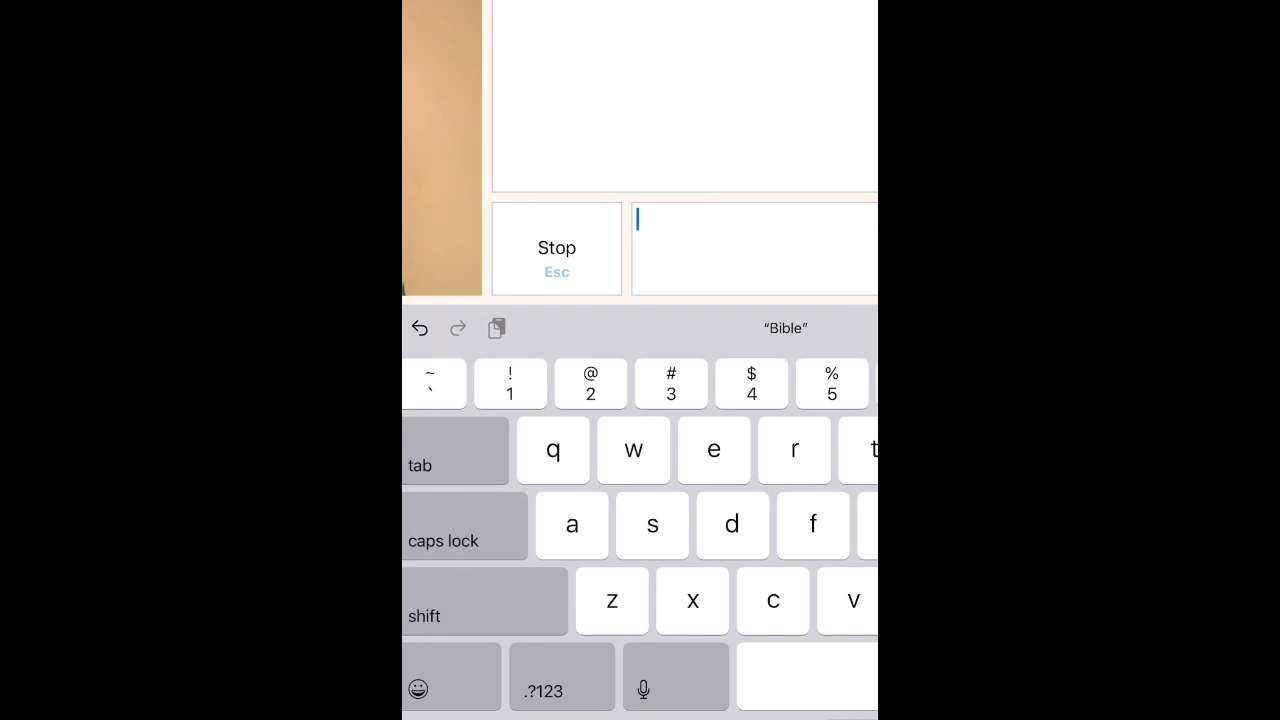 Stop
Esc
“Bible”
~ ! @ # $ %
` 1 2 3 4 5
tab q w e r t
caps lock a s d f
shift z x c v
.?123